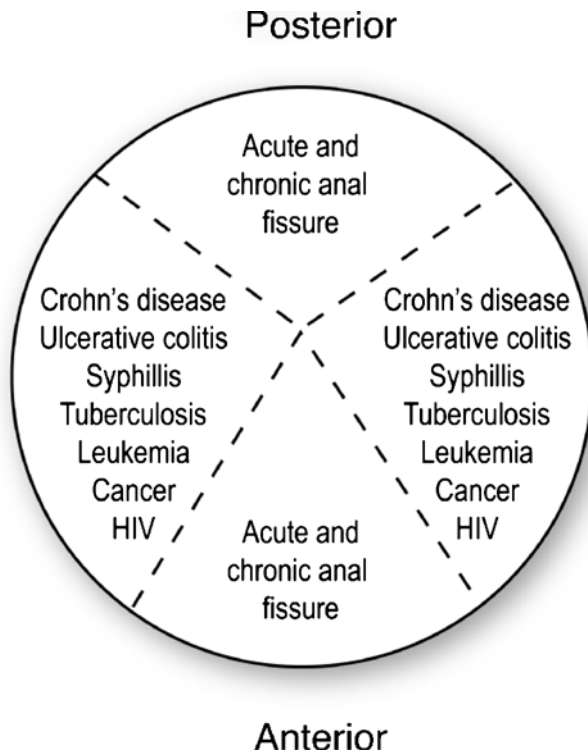 Posterior
Acute and
chronic anal
fissure
Crohn's disease
Ulcerative colitis
Syphillis
Tuberculosis
Leukemia
Cancer
HIV
Crohn's disease
Ulcerative colitis
Syphillis
Tuberculosis
Leukemia
Cancer
HIV
Acute and
chronic anal
fissure
Anterior